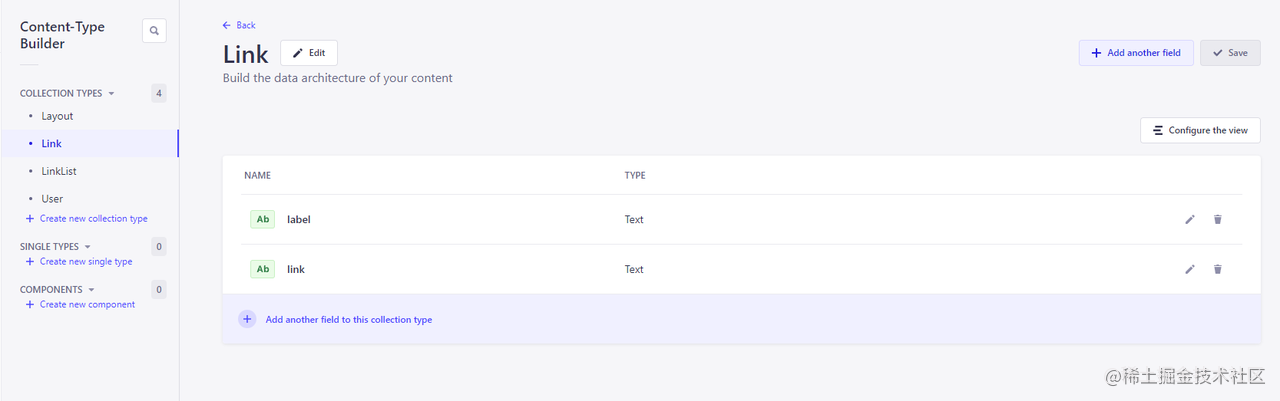 Content-Type
Builder
COLLECTION TYPES 4
Layout
Link
LinkList
User
+ Create new collection type
SINGLE TYPES 0
+ Create new single type
COMPONENTS 0
+ Create new component
← Back
Link Edit
Build the data architecture of your content
+ Add another field Save
Configure the view
NAME TYPE
Ab label Text
Ab link Text
+ Add another field to this collection type
@稀土掘金技术社区